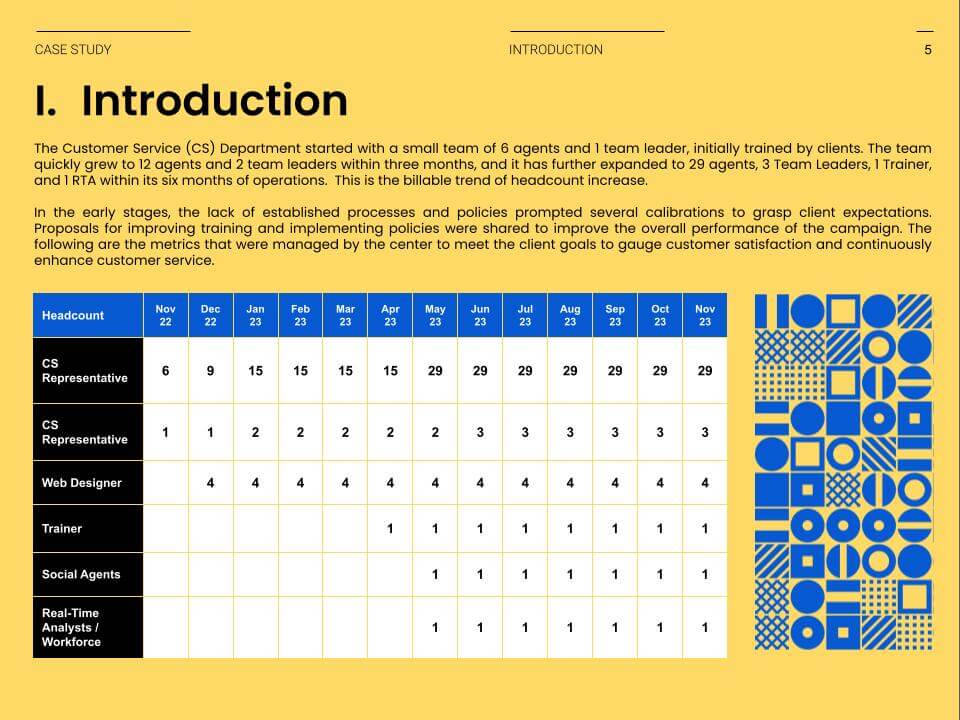 CASE STUDY
INTRODUCTION
5
I. Introduction
The Customer Service (CS) Department started with a small team of 6 agents and 1 team leader, initially trained by clients. The team
quickly grew to 12 agents and 2 team leaders within three months, and it has further expanded to 29 agents, 3 Team Leaders, 1 Trainer,
and 1 RTA within its six months of operations. This is the billable trend of headcount increase.
In the early stages, the lack of established processes and policies prompted several calibrations to grasp client expectations.
Proposals for improving training and implementing policies were shared to improve the overall performance of the campaign. The
following are the metrics that were managed by the center to meet the client goals to gauge customer satisfaction and continuously
enhance customer service.
Headcount Nov 22 Dec 22 Jan 23 Feb 23 Mar 23 Apr 23 May 23 Jun 23 Jul 23 Aug 23 Sep 23 Oct 23 Nov 23
CS Representative 6 9 15 15 15 15 29 29 29 29 29 29 29
CS Representative 1 1 2 2 2 2 2 3 3 3 3 3 3
Web Designer 4 4 4 4 4 4 4 4 4 4 4 4
Trainer 1 1 1 1 1 1 1 1
Social Agents 1 1 1 1 1 1 1
Real-Time Analysts / Workforce 1 1 1 1 1 1 1